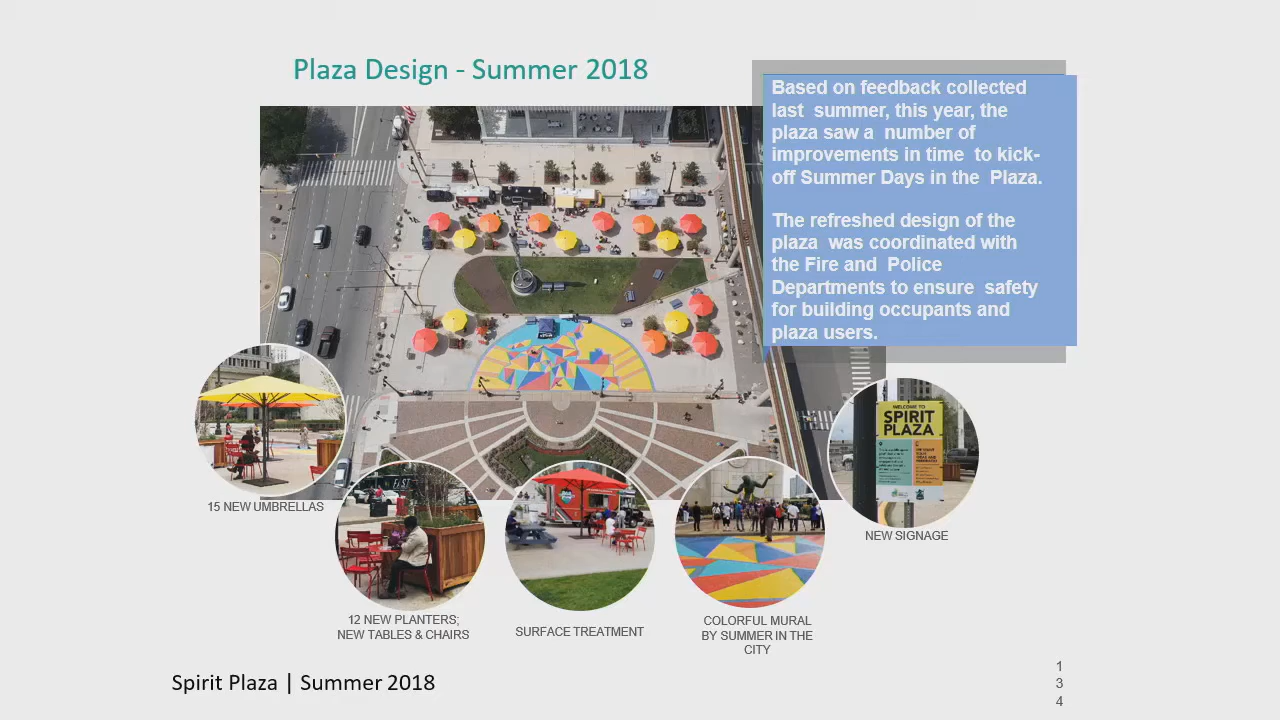 Plaza Design - Summer 2018
Based on feedback collected
last summer, this year, the
plaza saw a number of
improvements in time to kick-
off Summer Days in the Plaza.
The refreshed design of the
plaza was coordinated with
the Fire and Police
Departments to ensure safety
for building occupants and
plaza users.
WELCOME TO
SPIRIT
PLAZA
15 NEW UMBRELLAS
NEW SIGNAGE
12 NEW PLANTERS;
NEW TABLES & CHAIRS
SURFACE TREATMENT
COLORFUL MURAL
BY SUMMER IN THE
CITY
Spirit Plaza | Summer 2018
1
3
4